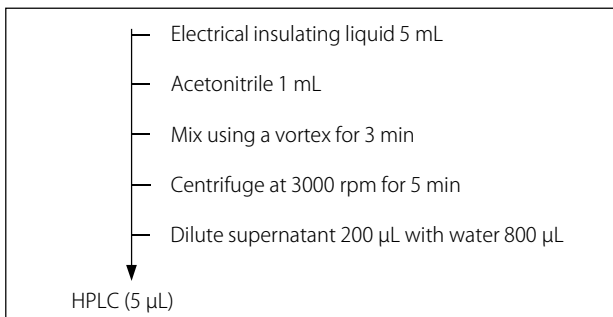 Electrical insulating liquid 5 mL
Acetonitrile 1 mL
Mix using a vortex for 3 min
Centrifuge at 3000 rpm for 5 min
Dilute supernatant 200 µL with water 800 µL
HPLC (5 µL)